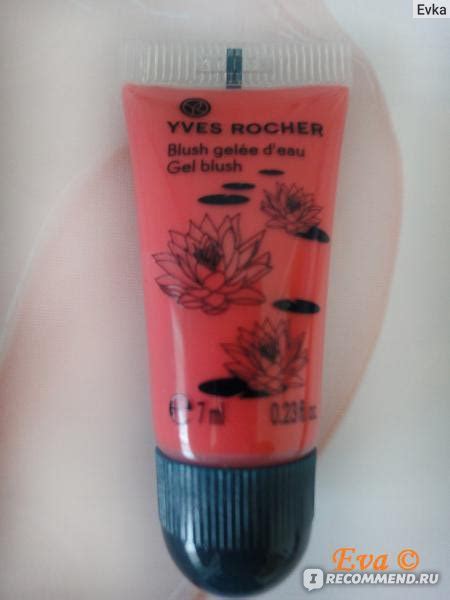 Evka
YVES ROCHER
Blush gelée d'eau
Gel blush
7 ml 0.23 fl. oz.
Eva ©
I RECOMMEND.RU